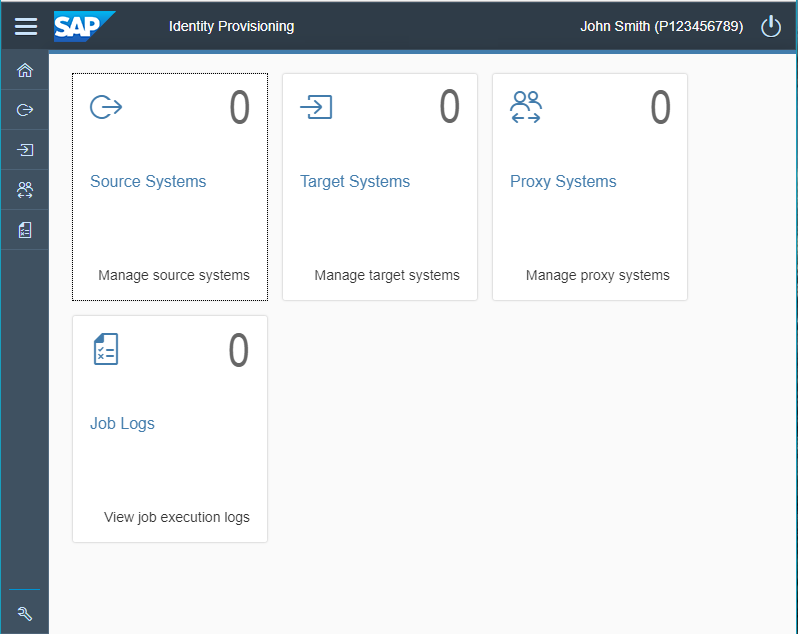 SAP Identity Provisioning John Smith (P123456789)
0 0 0
Source Systems Target Systems Proxy Systems
Manage source systems Manage target systems Manage proxy systems
0
Job Logs
View job execution logs